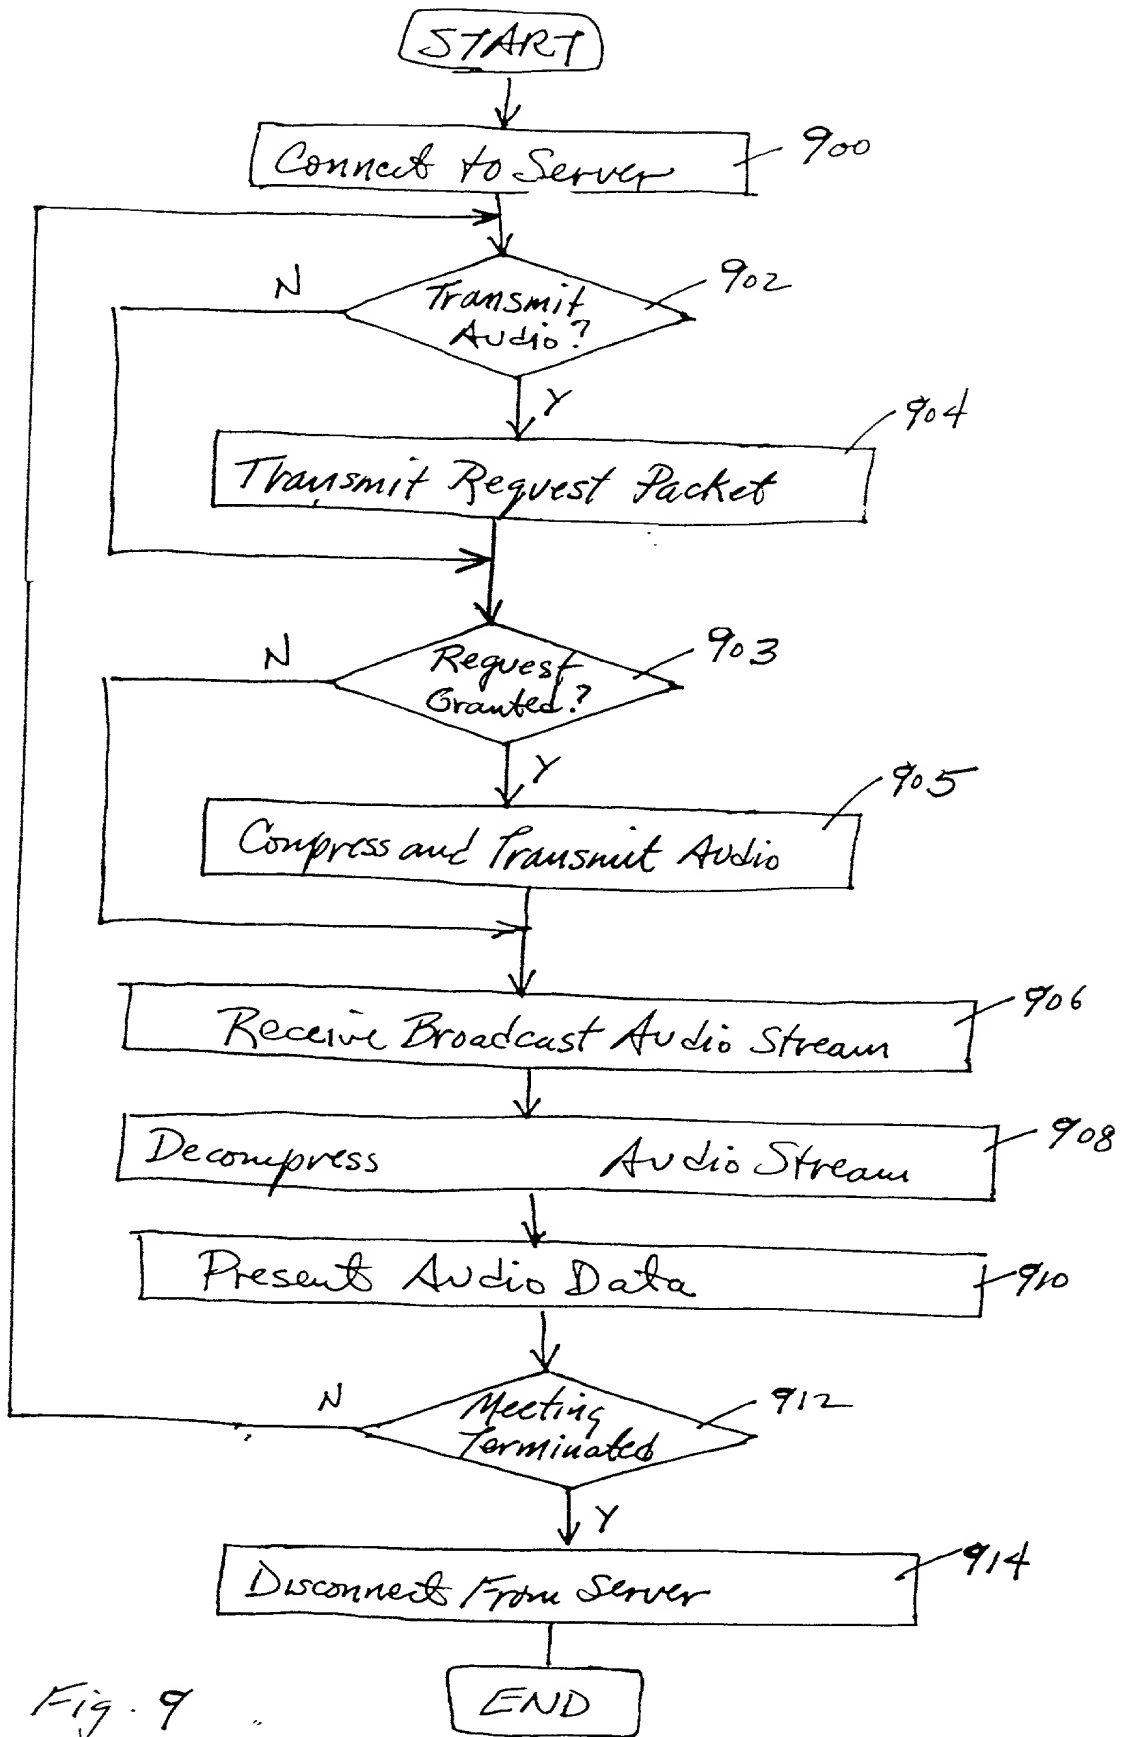 START
Connect to Server
900
N
Transmit
Audio?
902
Y
904
Transmit Request Packet
N
Request
Granted?
903
Y
905
Compress and Transmit Audio
906
Receive Broadcast Audio Stream
Decompress Audio Stream
908
Present Audio Data
910
N
Meeting
Terminated
912
Y
914
Disconnect From Server
END
Fig. 9